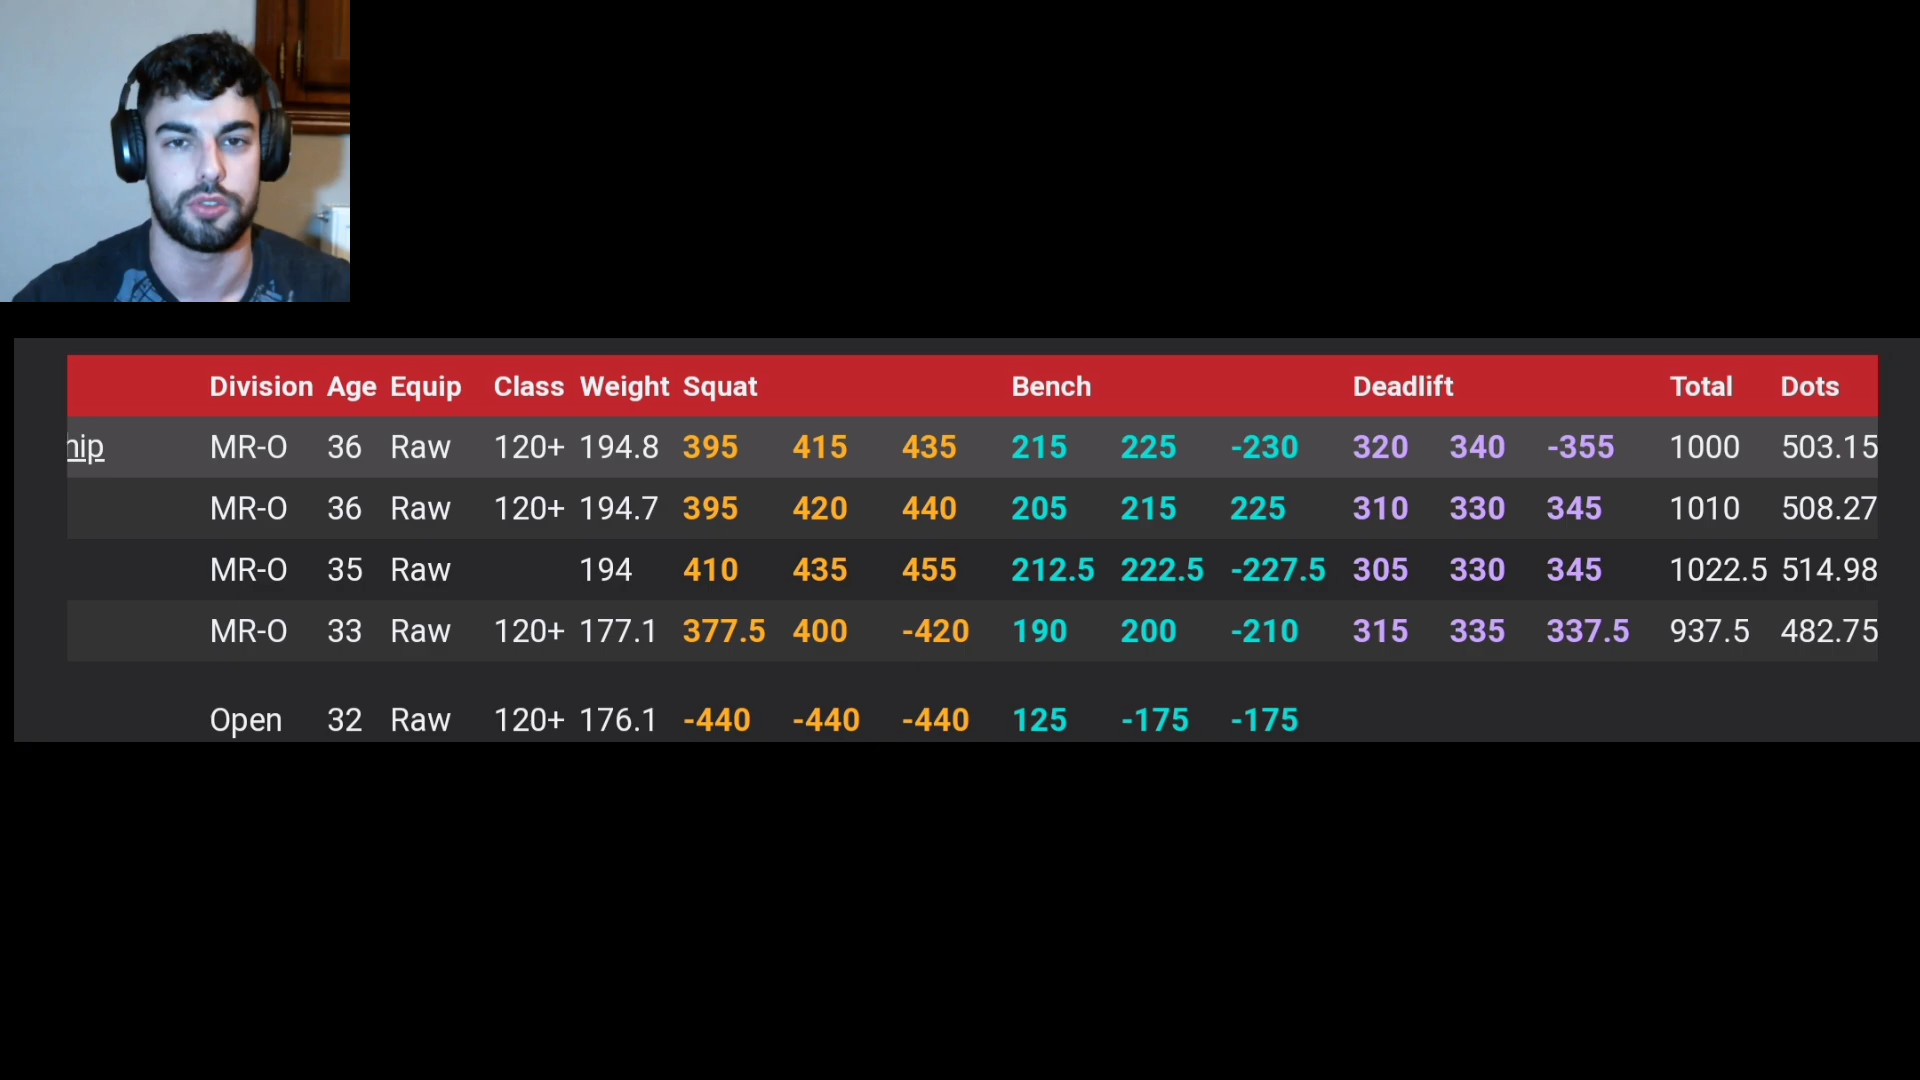 Division Age Equip Class Weight Squat Bench Deadlift Total Dots
hip MR-O 36 Raw 120+ 194.8 395 415 435 215 225 -230 320 340 -355 1000 503.15
MR-O 36 Raw 120+ 194.7 395 420 440 205 215 225 310 330 345 1010 508.27
MR-O 35 Raw 194 410 435 455 212.5 222.5 -227.5 305 330 345 1022.5 514.98
MR-O 33 Raw 120+ 177.1 377.5 400 -420 190 200 -210 315 335 337.5 937.5 482.75
Open 32 Raw 120+ 176.1 -440 -440 -440 125 -175 -175